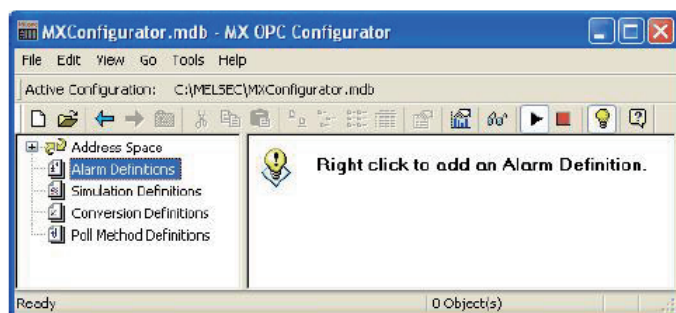 MXConfigurator.mdb - MX OPC Configurator
File Edit View Go Tools Help
Active Configuration: C:\MELSEC\MXConfigurator.mdb
Address Space
Alarm Definitions
Simulation Definitions
Conversion Definitions
Poll Method Definitions
Right click to add an Alarm Definition.
Ready 0 Object(s)